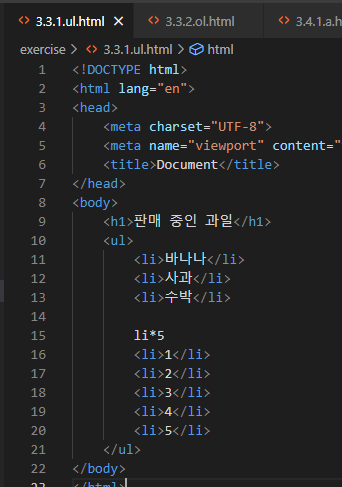 3.3.1.ul.html
3.3.2.ol.html
3.4.1.a.h
exercise > 3.3.1.ul.html > html
1 <!DOCTYPE html>
2 <html lang="en">
3 <head>
4 <meta charset="UTF-8">
5 <meta name="viewport" content="
6 <title>Document</title>
7 </head>
8 <body>
9 <h1>판매 중인 과일</h1>
10 <ul>
11 <li>바나나</li>
12 <li>사과</li>
13 <li>수박</li>
14
15 li*5
16 <li>1</li>
17 <li>2</li>
18 <li>3</li>
19 <li>4</li>
20 <li>5</li>
21 </ul>
22 </body>
23 </html>